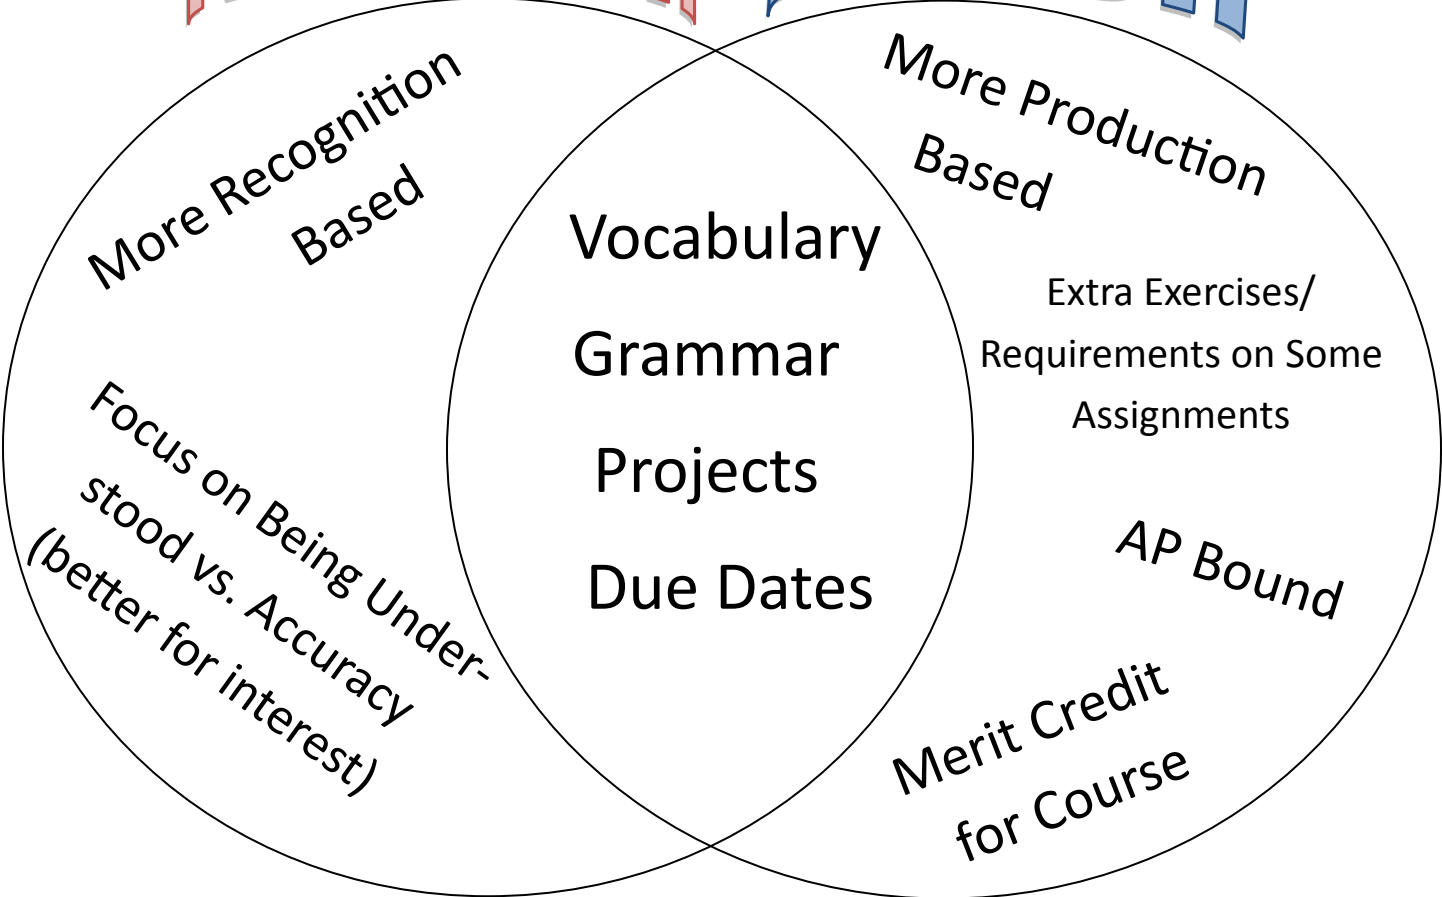 More Recognition
Based
Focus on Being Under-
stood vs. Accuracy
(better for interest)
Vocabulary
Grammar
Projects
Due Dates
More Production
Based
Extra Exercises/
Requirements on Some
Assignments
AP Bound
Merit Credit
for Course